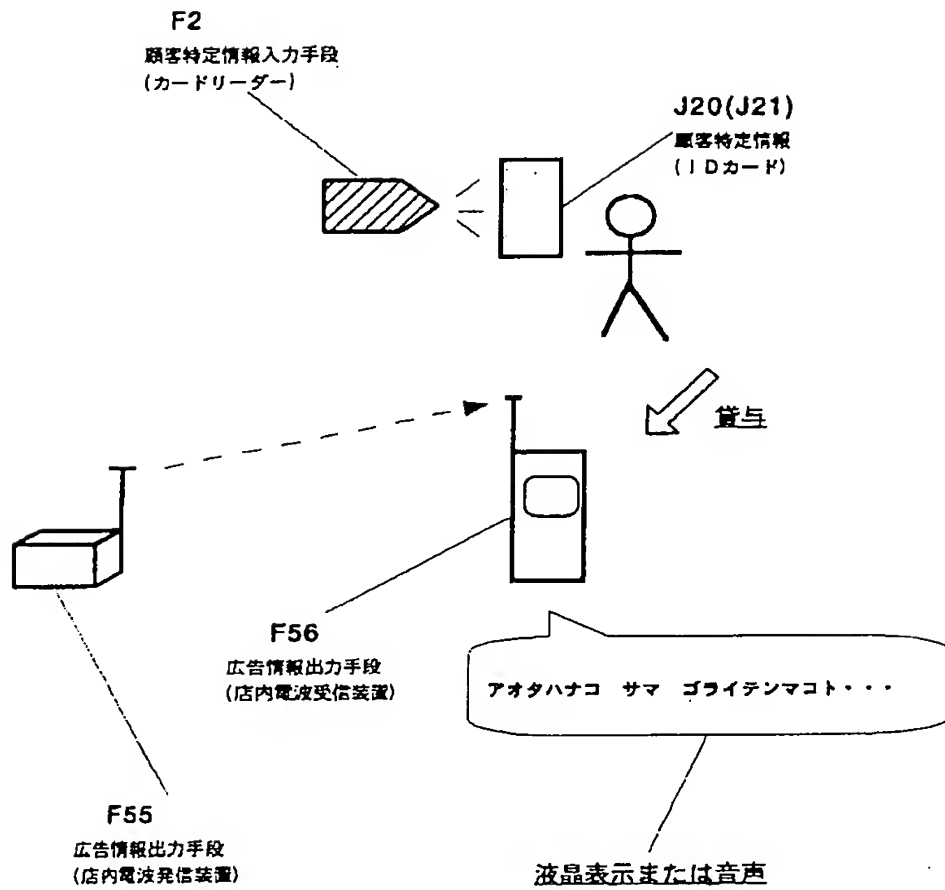 F2
顧客特定情報入力手段
(カードリーダー)
J20(J21)
顧客特定情報
(IDカード)
貸与
F56
広告情報出力手段
(店内電波受信装置)
アオタハナコ サマ ゴライテンマコト・・・
F55
広告情報出力手段
(店内電波発信装置)
液晶表示または音声